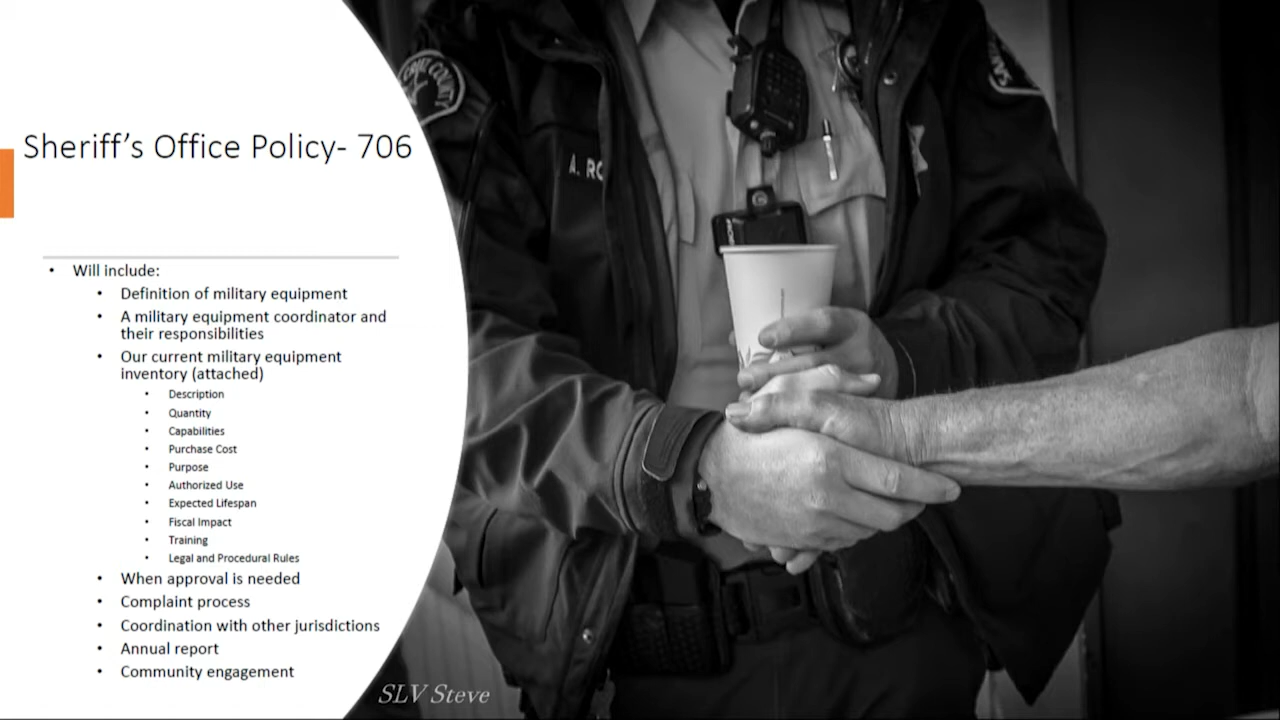 Sheriff's Office Policy- 706
• Will include:
• Definition of military equipment
• A military equipment coordinator and
their responsibilities
• Our current military equipment
inventory (attached)
• Description
• Quantity
• Capabilities
• Purchase Cost
• Purpose
• Authorized Use
• Expected Lifespan
• Fiscal Impact
• Training
• Legal and Procedural Rules
• When approval is needed
• Complaint process
• Coordination with other jurisdictions
• Annual report
• Community engagement
COUNTY
A. RO
SLV Steve